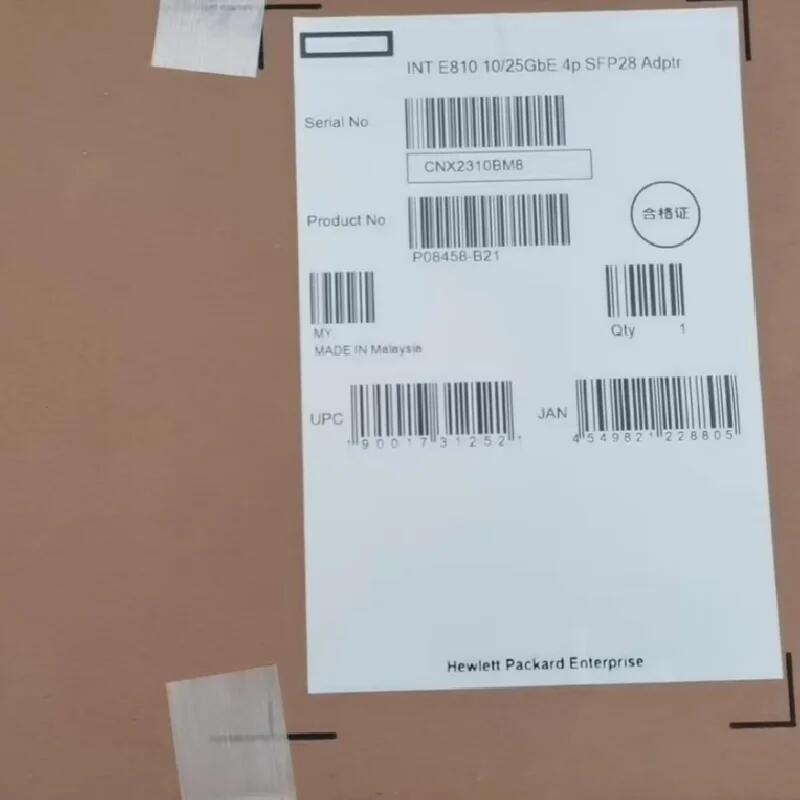 INT E810 10/25GbE 4p SFP28 Adptr
Serial No
CNX2310BM8
Product No
P08458-B21
合格证
MY
MADE IN Malaysia
Qty 1
UPC
1 90017 31252 1
JAN
4 549821 228805
Hewlett Packard Enterprise